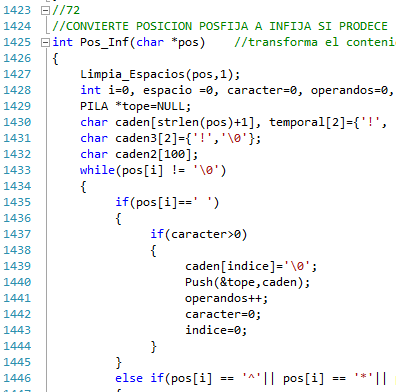 1423 //72
1424 //CONVIERTE POSICION POSFIJA A INFIJA SI PRODECE
1425 int Pos_Inf(char *pos) //transforma el conteni
1426 {
1427 Limpia_Espacios(pos,1);
1428 int i=0, espacio =0, caracter=0, operandos=0,
1429 PILA *tope=NULL;
1430 char caden[strlen(pos)+1], temporal[2]={'!',
1431 char caden3[2]={'!','\0'};
1432 char caden2[100];
1433 while(pos[i] != '\0')
1434 {
1435 if(pos[i]==' ')
1436 {
1437 if(caracter>0)
1438 {
1439 caden[indice]='\0';
1440 Push(&tope,caden);
1441 operandos++;
1442 caracter=0;
1443 indice=0;
1444 }
1445 }
1446 else if(pos[i] == '^'|| pos[i] == '*'||